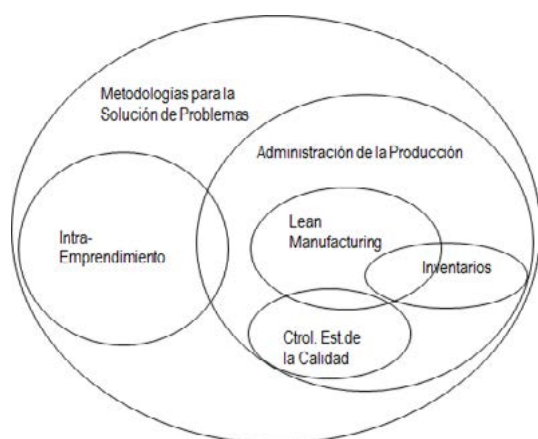 Metodologías para la
Solución de Problemas
Administración de la Producción
Intra-
Emprendimiento
Lean
Manufacturing
Inventarios
Ctrol. Est.de
la Calidad